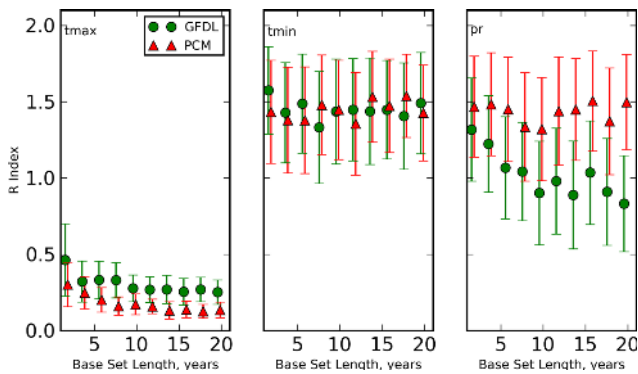 2.0
1.5
1.0
0.5
0.0
R Index
tmax
GFDL
PCM
tmin
pr
5 10 15 20
5 10 15 20
5 10 15 20
Base Set Length, years
Base Set Length, years
Base Set Length, years